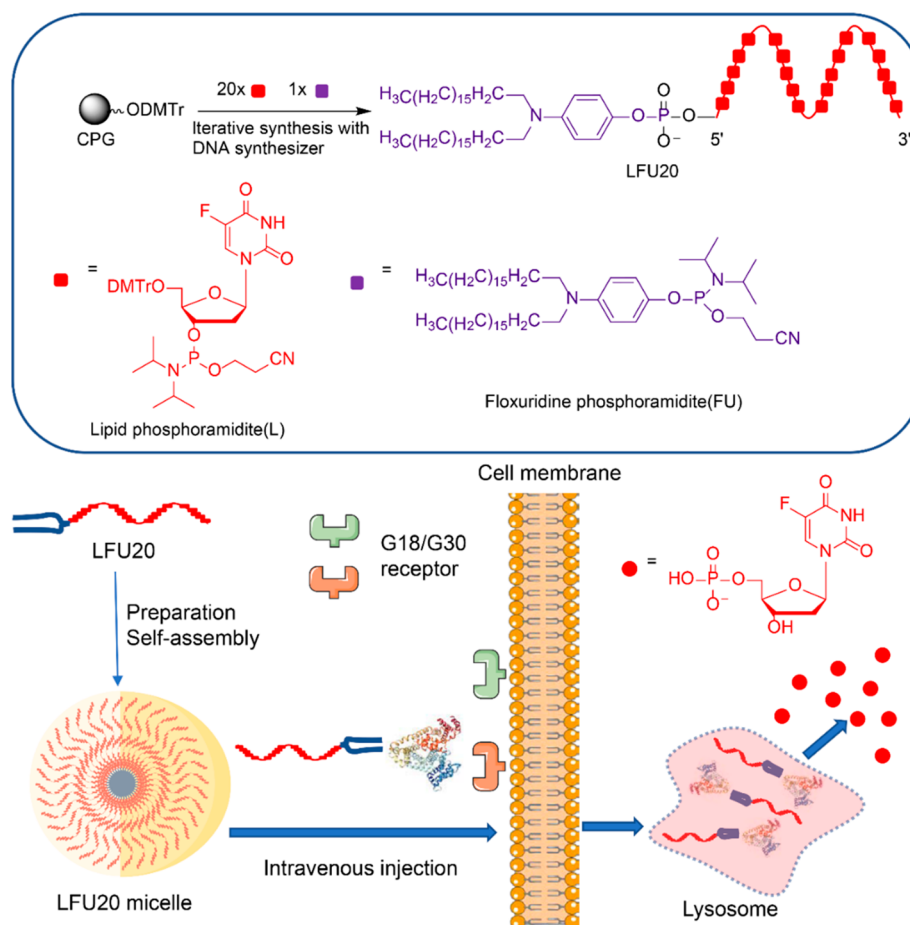 20x 1x
ODMTr
CPG
Iterative synthesis with
DNA synthesizer
H3C(H2C)15H2C
H3C(H2C)15H2C
N
O
O
P
O
O-
5'
3'
LFU20
=
F
O
NH
N
O
DMTrO
O
O
P
O
CN
N
Lipid phosphoramidite(L)
=
H3C(H2C)15H2C
H3C(H2C)15H2C
N
O
P
N
O
CN
Floxuridine phosphoramidite(FU)
LFU20
Preparation
Self-assembly
LFU20 micelle
G18/G30
receptor
Cell membrane
Intravenous injection
=
F
O
NH
N
O
O
HO
P
O
O-
O
OH
Lysosome